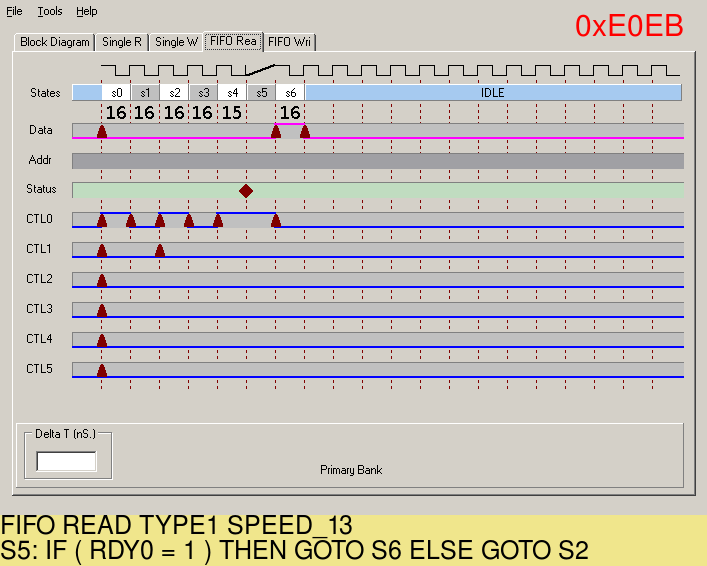 File Tools Help
0xE0EB
Block Diagram Single R Single W FIFO Rea FIFO Wri
States s0 s1 s2 s3 s4 s5 s6 IDLE
16 16 16 16 15 16
Data
Addr
Status
CTL0
CTL1
CTL2
CTL3
CTL4
CTL5
Delta T (nS.)
Primary Bank
FIFO READ TYPE1 SPEED_13
S5: IF ( RDY0 = 1 ) THEN GOTO S6 ELSE GOTO S2